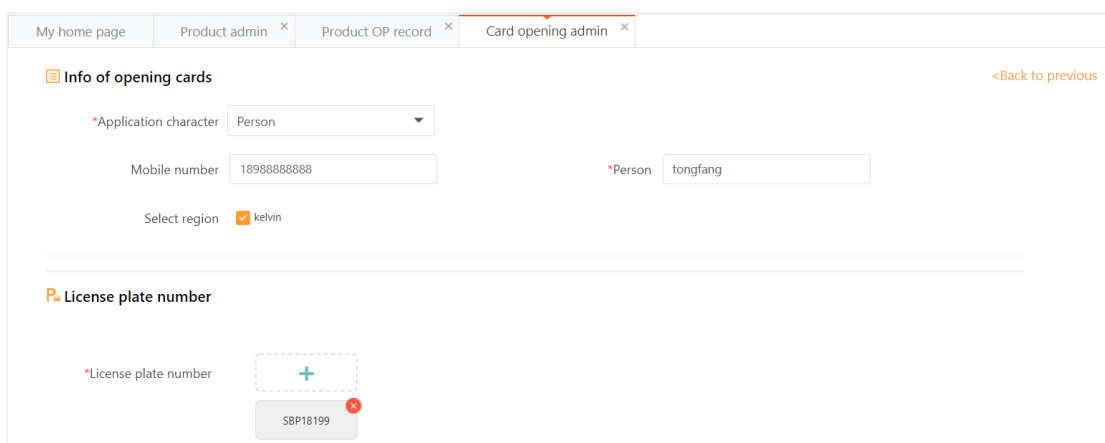 My home page Product admin × Product OP record × Card opening admin ×
Info of opening cards <Back to previous
*Application character Person
Mobile number 18988888888 *Person tongfang
Select region kelvin
License plate number
*License plate number +
SBP18199